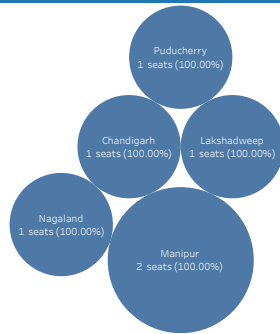 Puducherry
1 seats (100.00%)
Chandigarh
1 seats (100.00%)
Lakshadweep
1 seats (100.00%)
Nagaland
1 seats (100.00%)
Manipur
2 seats (100.00%)